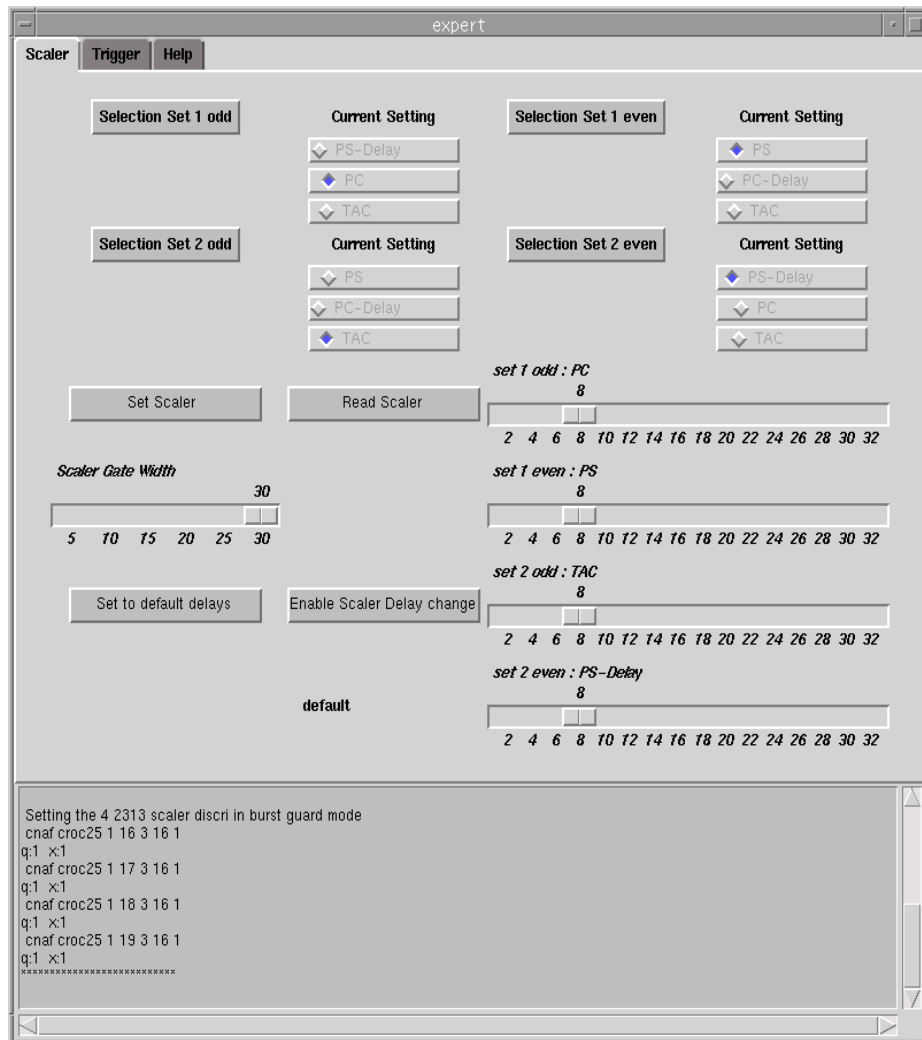 expert
Scaler Trigger Help
Selection Set 1 odd Current Setting Selection Set 1 even Current Setting
PS-Delay PS
PC PC-Delay
TAC TAC
Selection Set 2 odd Current Setting Selection Set 2 even Current Setting
PS PS-Delay
PC-Delay PC
TAC TAC
set 1 odd : PC
8
Set Scaler Read Scaler
2 4 6 8 10 12 14 16 18 20 22 24 26 28 30 32
Scaler Gate Width set 1 even : PS
30 8
5 10 15 20 25 30 2 4 6 8 10 12 14 16 18 20 22 24 26 28 30 32
set 2 odd : TAC
8
Set to default delays Enable Scaler Delay change
2 4 6 8 10 12 14 16 18 20 22 24 26 28 30 32
set 2 even : PS-Delay
8
default
2 4 6 8 10 12 14 16 18 20 22 24 26 28 30 32
Setting the 4 2313 scaler discri in burst guard mode
cnaf croc25 1 16 3 16 1
q:1 x:1
cnaf croc25 1 17 3 16 1
q:1 x:1
cnaf croc25 1 18 3 16 1
q:1 x:1
cnaf croc25 1 19 3 16 1
q:1 x:1
***************************